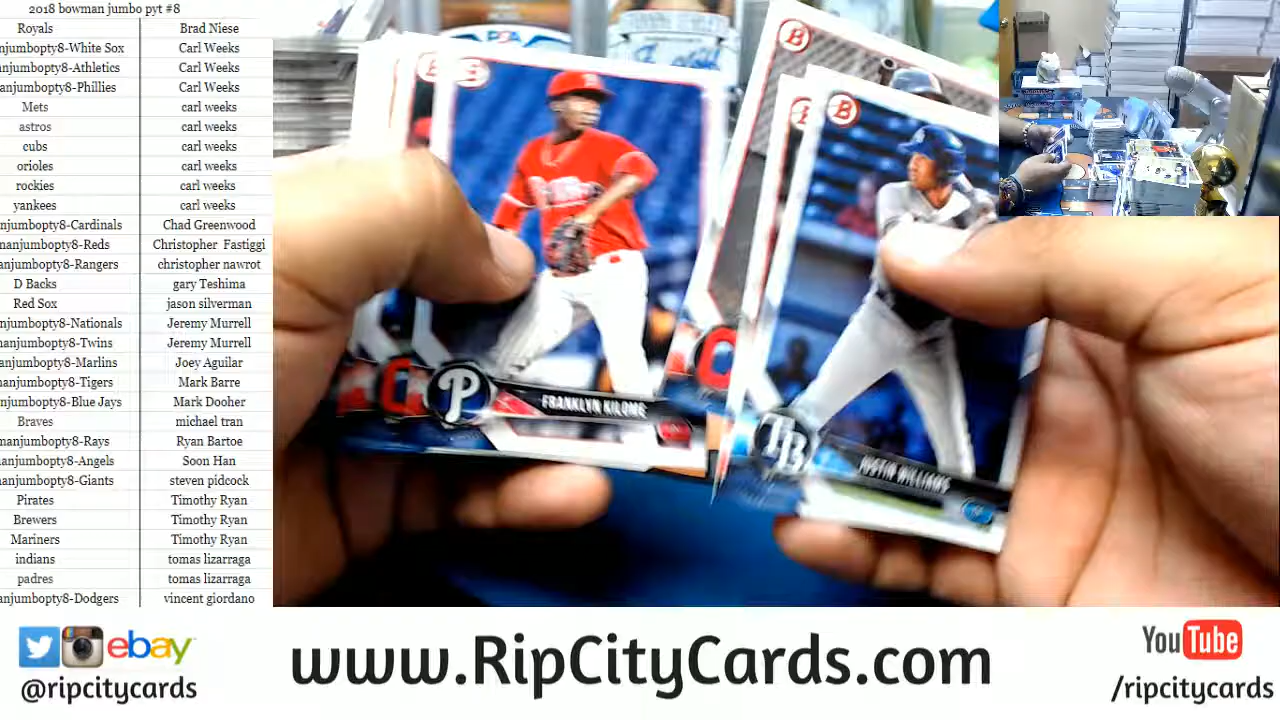 2018 bowman jumbo pyt #8
Royals Brad Niese
njumbopty8-White Sox Carl Weeks
anjumbopty8-Athletics Carl Weeks
anjumbopty8-Phillies Carl Weeks
Mets carl weeks
astros carl weeks
cubs carl weeks
orioles carl weeks
rockies carl weeks
yankees carl weeks
nanjumbopty8-Cardinals Chad Greenwood
nanjumbopty8-Reds Christopher Fastiggi
anjumbopty8-Rangers christopher nawrot
D Backs gary Teshima
Red Sox jason silverman
njumbopty8-Nationals Jeremy Murrell
njumbopty8-Twins Jeremy Murrell
manjumbopty8-Marlins Joey Aguilar
manjumbopty8-Tigers Mark Barre
njumbopty8-Blue Jays Mark Dooher
Braves michael tran
manjumbopty8-Rays Ryan Bartoe
anjumbopty8-Angels Soon Han
anjumbopty8-Giants steven pidcock
Pirates Timothy Ryan
Brewers Timothy Ryan
Mariners Timothy Ryan
indians tomas lizarraga
padres tomas lizarraga
anjumbopty8-Dodgers vincent giordano
B
B
B
P
FRANKLYN KILOME
C
TB
JUSTIN WILLIAMS
ebay
@ripcitycards
www.RipCityCards.com
YouTube
/ripcitycards